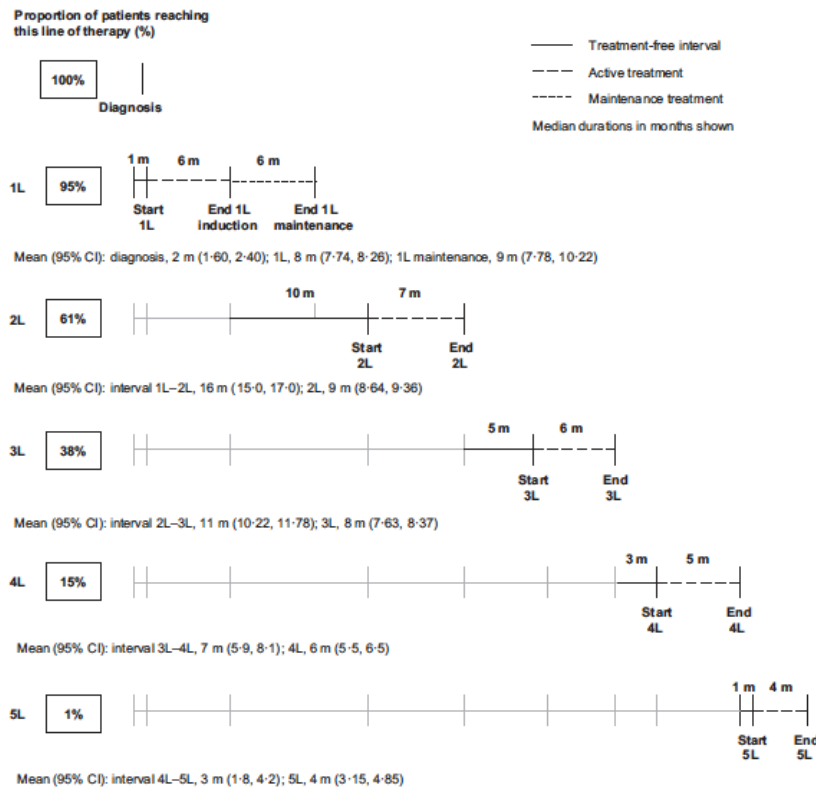 Proportion of patients reaching
this line of therapy (%)
Treatment-free interval
Active treatment
Maintenance treatment
Median durations in months shown
100%
Diagnosis
1 m 6 m 6 m
1L 95%
Start 1L End 1L induction End 1L maintenance
Mean (95% CI): diagnosis, 2 m (1·60, 2·40); 1L, 8 m (7·74, 8·26); 1L maintenance, 9 m (7·78, 10·22)
10 m 7 m
2L 61%
Start 2L End 2L
Mean (95% CI): interval 1L–2L, 16 m (15·0, 17·0); 2L, 9 m (8·64, 9·36)
5 m 6 m
3L 38%
Start 3L End 3L
Mean (95% CI): interval 2L–3L, 11 m (10·22, 11·78); 3L, 8 m (7·63, 8·37)
3 m 5 m
4L 15%
Start 4L End 4L
Mean (95% CI): interval 3L–4L, 7 m (5·9, 8·1); 4L, 6 m (5·5, 6·5)
1 m 4 m
5L 1%
Start 5L End 5L
Mean (95% CI): interval 4L–5L, 3 m (1·8, 4·2); 5L, 4 m (3·15, 4·85)